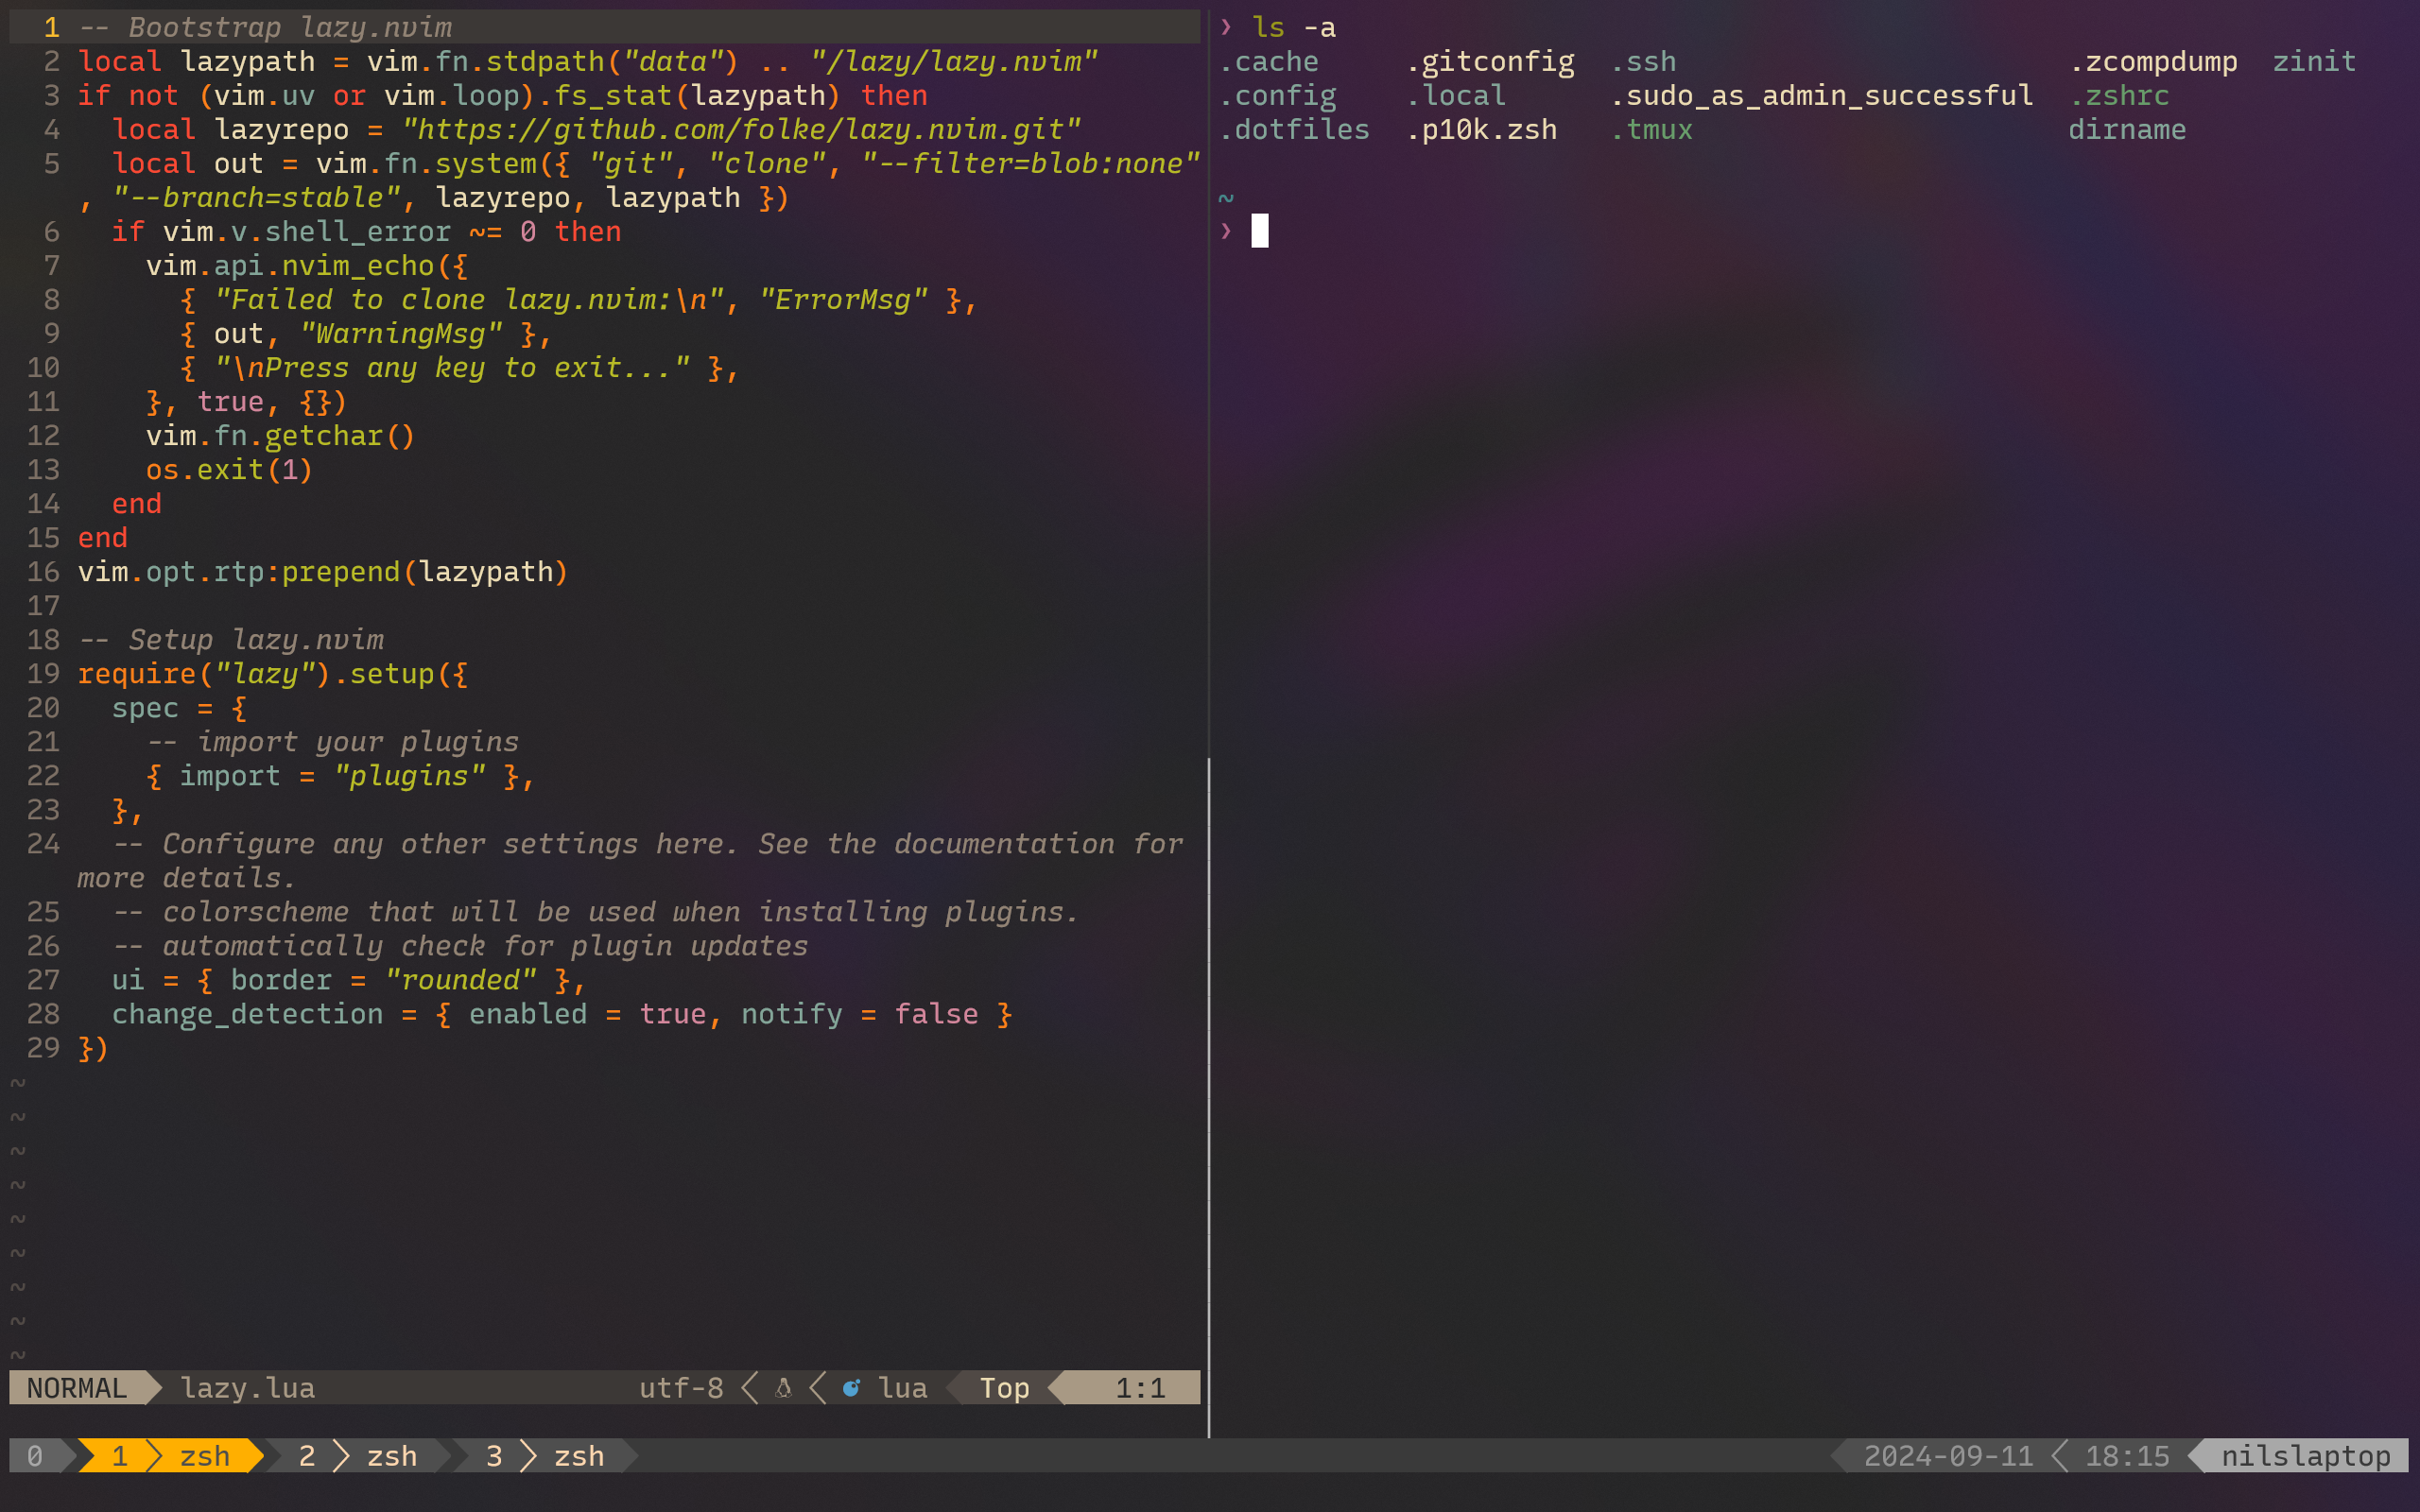 1 -- Bootstrap lazy.nvim
2 local lazypath = vim.fn.stdpath("data") .. "/lazy/lazy.nvim"
3 if not (vim.uv or vim.loop).fs_stat(lazypath) then
4   local lazyrepo = "https://github.com/folke/lazy.nvim.git"
5   local out = vim.fn.system({ "git", "clone", "--filter=blob:none"
, "--branch=stable", lazyrepo, lazypath })
6   if vim.v.shell_error ~= 0 then
7     vim.api.nvim_echo({
8       { "Failed to clone lazy.nvim:\n", "ErrorMsg" },
9       { out, "WarningMsg" },
10       { "\nPress any key to exit..." },
11     }, true, {})
12     vim.fn.getchar()
13     os.exit(1)
14   end
15 end
16 vim.opt.rtp:prepend(lazypath)
17
18 -- Setup lazy.nvim
19 require("lazy").setup({
20   spec = {
21     -- import your plugins
22     { import = "plugins" },
23   },
24   -- Configure any other settings here. See the documentation for
more details.
25   -- colorscheme that will be used when installing plugins.
26   -- automatically check for plugin updates
27   ui = { border = "rounded" },
28   change_detection = { enabled = true, notify = false }
29 })
~
~
~
~
~
~
~
~
~
NORMAL lazy.lua utf-8 lua Top 1:1
❯ ls -a
.cache .gitconfig .ssh .zcompdump zinit
.config .local .sudo_as_admin_successful .zshrc
.dotfiles .p10k.zsh .tmux dirname
~
❯
0 1 zsh 2 zsh 3 zsh 2024-09-11 18:15 nilslaptop